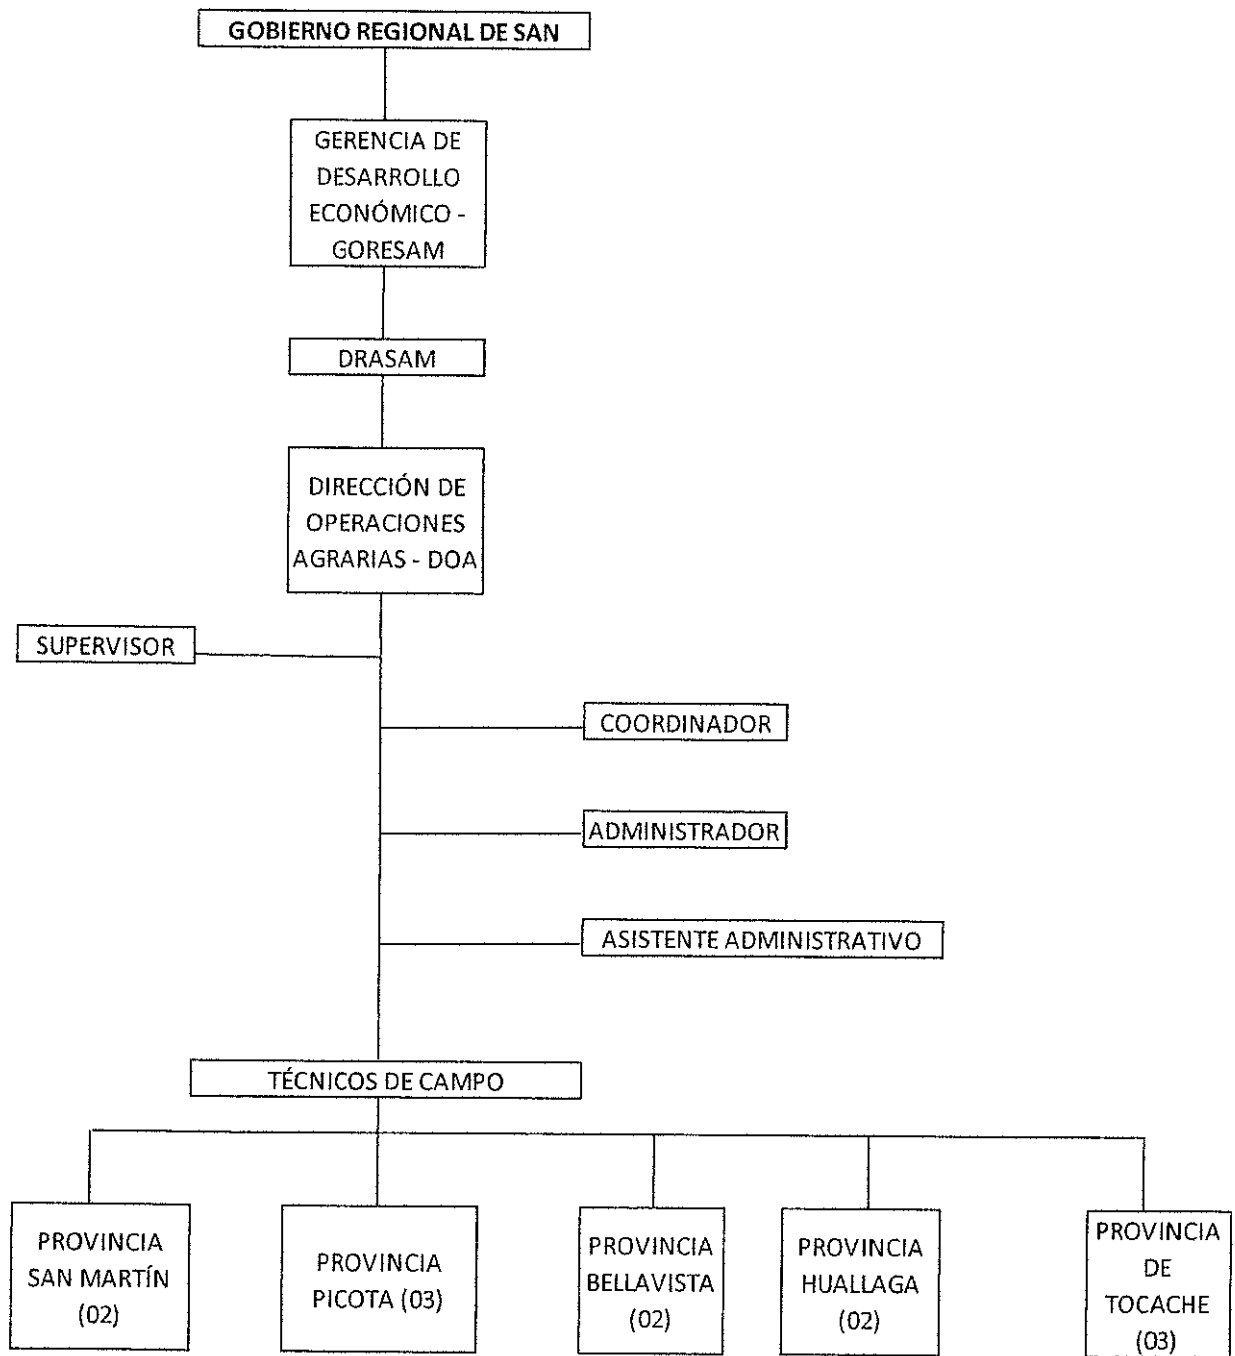 GOBIERNO REGIONAL DE SAN
GERENCIA DE
DESARROLLO
ECONÓMICO -
GORESAM
DRASAM
DIRECCIÓN DE
OPERACIONES
AGRARIAS - DOA
SUPERVISOR
COORDINADOR
ADMINISTRADOR
ASISTENTE ADMINISTRATIVO
TÉCNICOS DE CAMPO
PROVINCIA
SAN MARTÍN
(02)
PROVINCIA
PICOTA (03)
PROVINCIA
BELLAVISTA
(02)
PROVINCIA
HUALLAGA
(02)
PROVINCIA
DE
TOCACHE
(03)